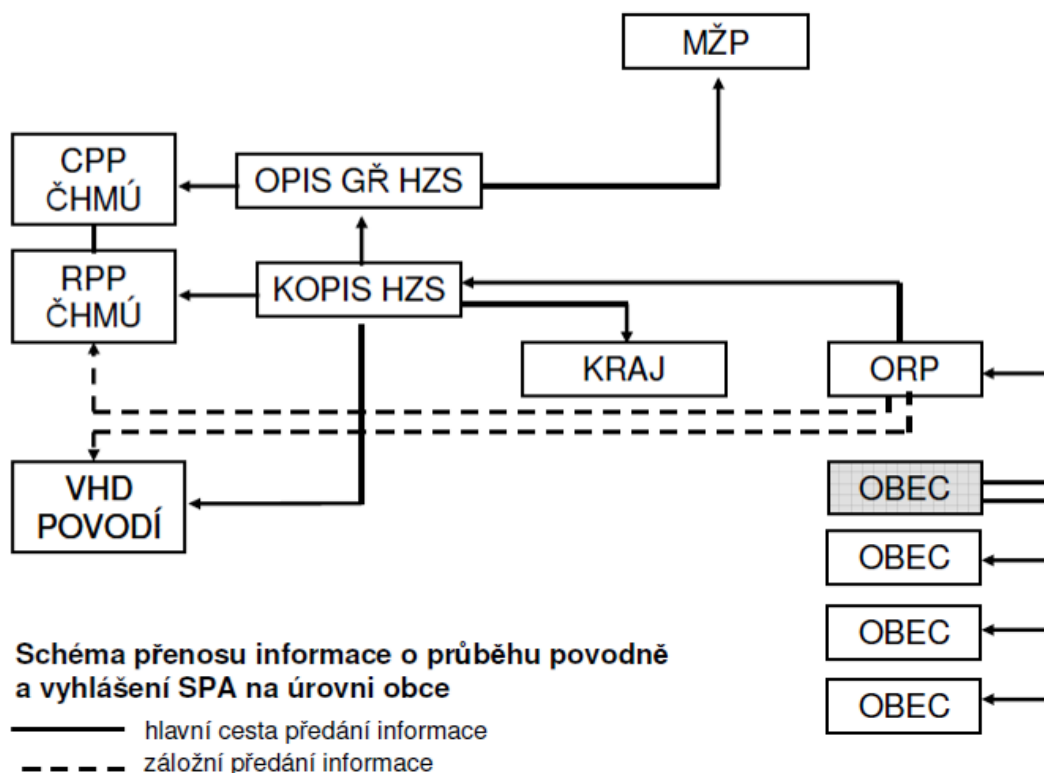 MŽP
CPP
ČHMÚ
OPIS GŘ HZS
RPP
ČHMÚ
KOPIS HZS
KRAJ
ORP
VHD
POVODÍ
OBEC
OBEC
OBEC
OBEC
Schéma přenosu informace o průběhu povodně
a vyhlášení SPA na úrovni obce
hlavní cesta předání informace
záložní předání informace